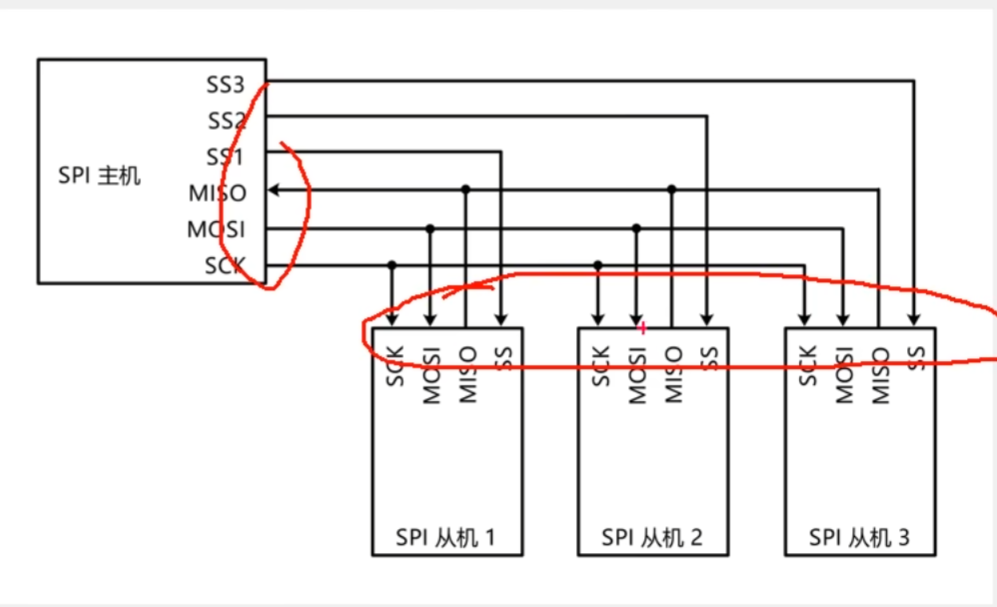 SS3
SS2
SS1
SPI 主机
MISO
MOSI
SCK
SCK MOSI MISO SS
SCK MOSI MISO SS
SCK MOSI MISO SS
SPI 从机 1
SPI 从机 2
SPI 从机 3